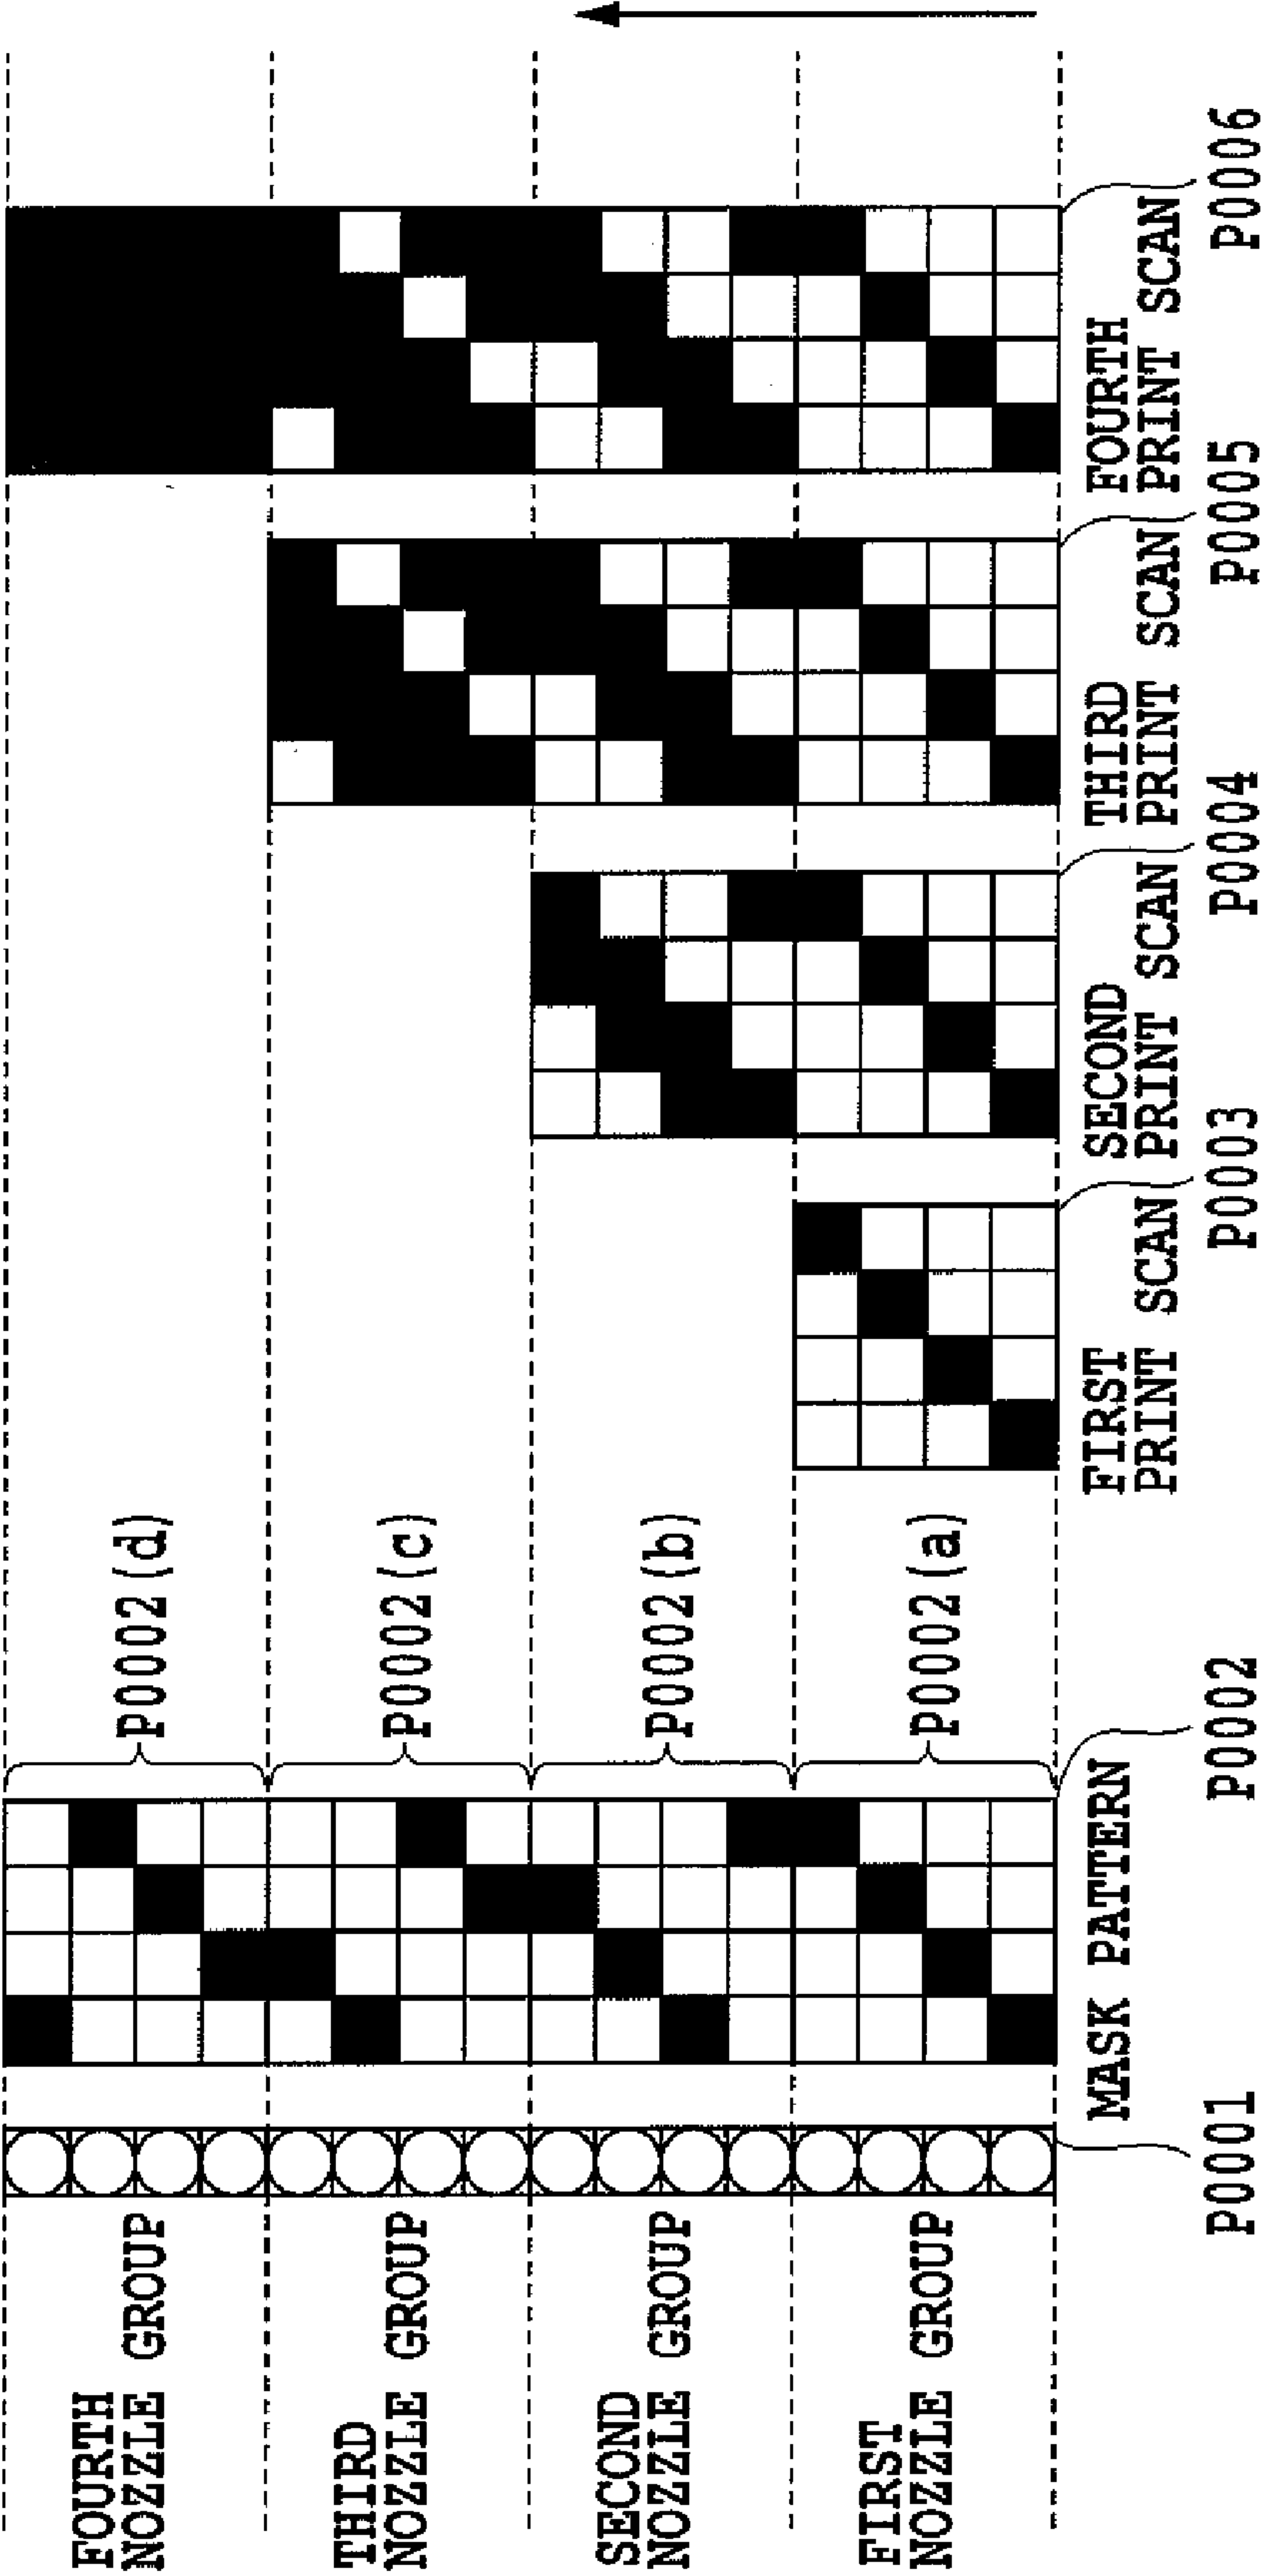 FOURTH
NOZZLE GROUP
THIRD
NOZZLE GROUP
SECOND
NOZZLE GROUP
FIRST
NOZZLE GROUP
P0001
MASK PATTERN
P0002
P0002(d)
P0002(c)
P0002(b)
P0002(a)
FIRST
PRINT SCAN
P0003
SECOND
PRINT SCAN
P0004
THIRD
PRINT SCAN
P0005
FOURTH
PRINT SCAN
P0006